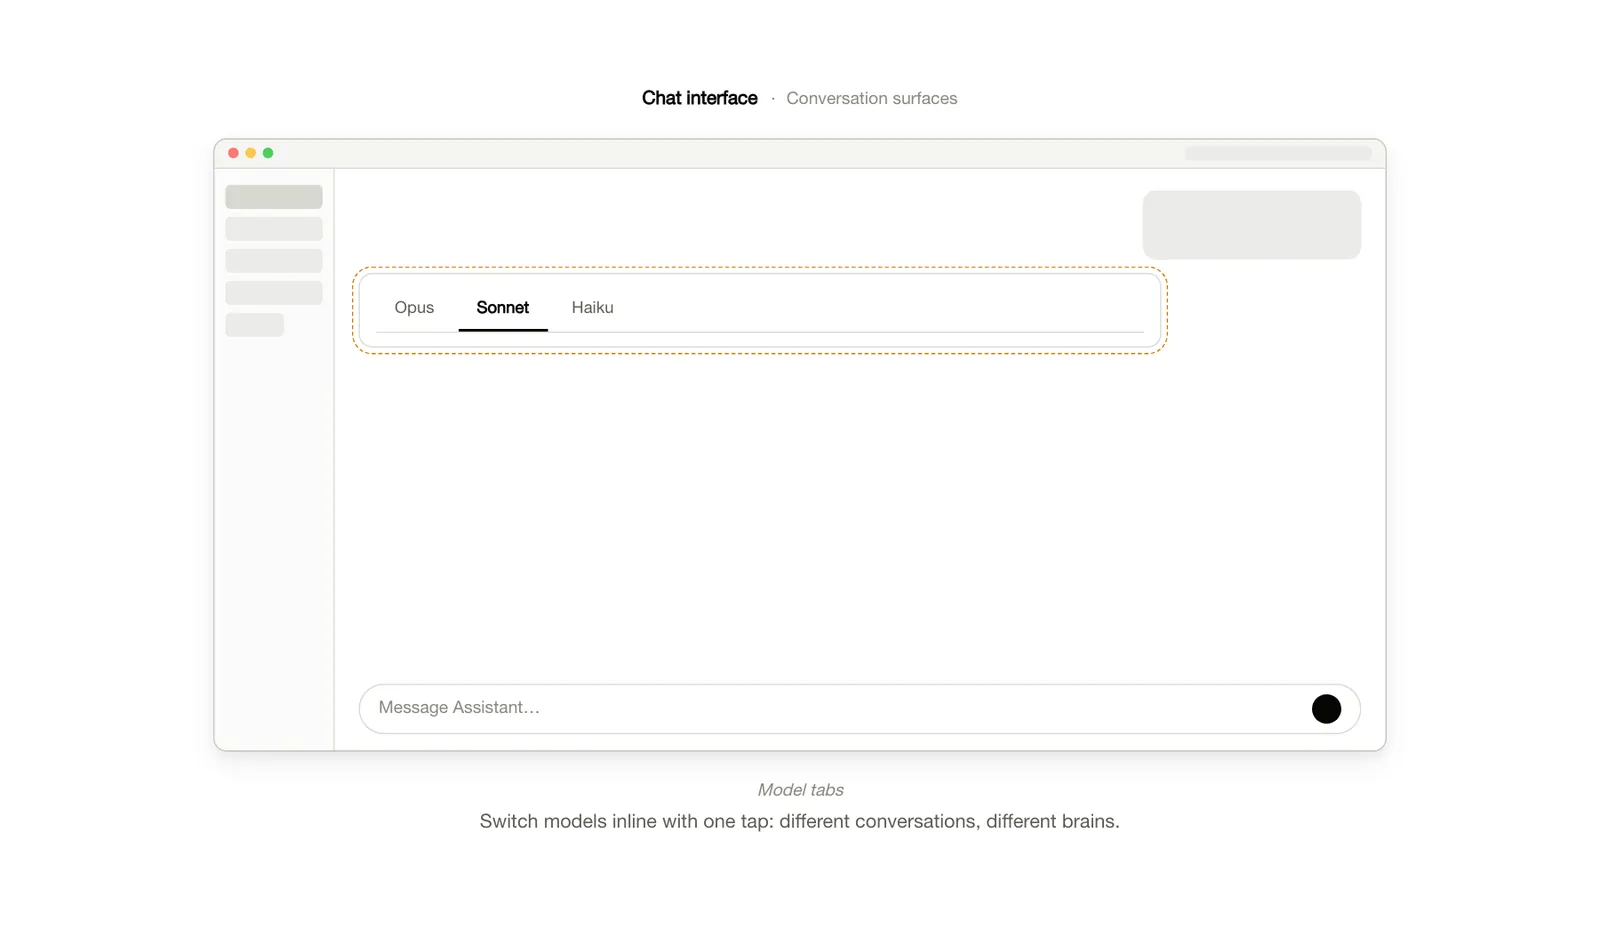 Chat interface · Conversation surfaces
Opus Sonnet Haiku
Message Assistant…
Model tabs
Switch models inline with one tap: different conversations, different brains.